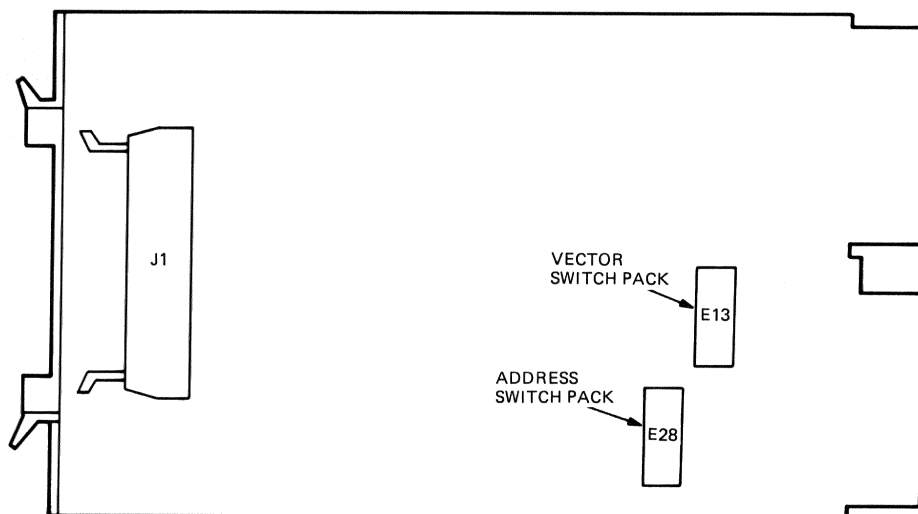 J1
VECTOR
SWITCH PACK
E13
ADDRESS
SWITCH PACK
E28